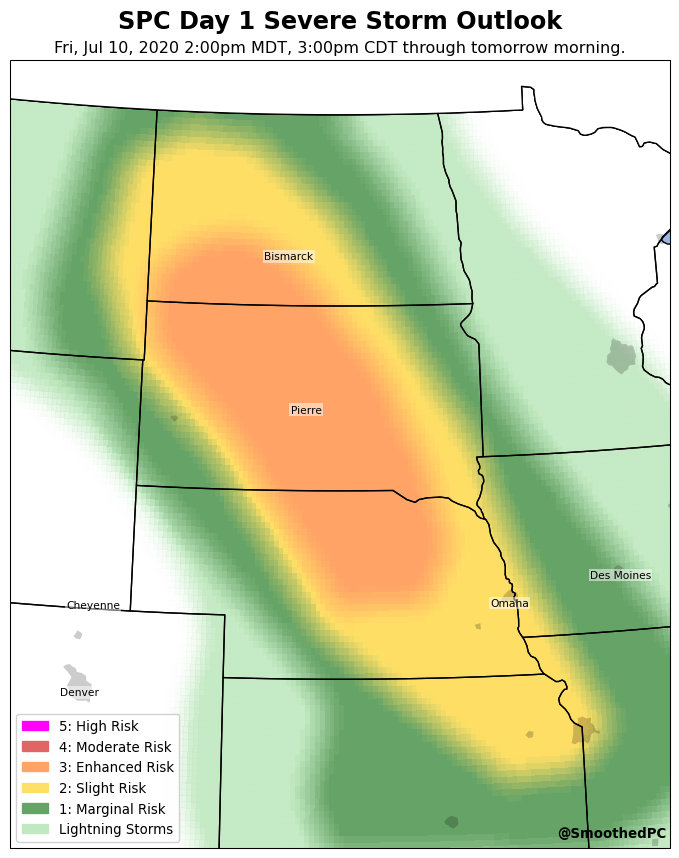 SPC Day 1 Severe Storm Outlook
Fri, Jul 10, 2020 2:00pm MDT, 3:00pm CDT through tomorrow morning.
Bismarck
Pierre
Des Moines
Omaha
Cheyenne
Denver
5: High Risk
4: Moderate Risk
3: Enhanced Risk
2: Slight Risk
1: Marginal Risk
Lightning Storms
@SmoothedPC